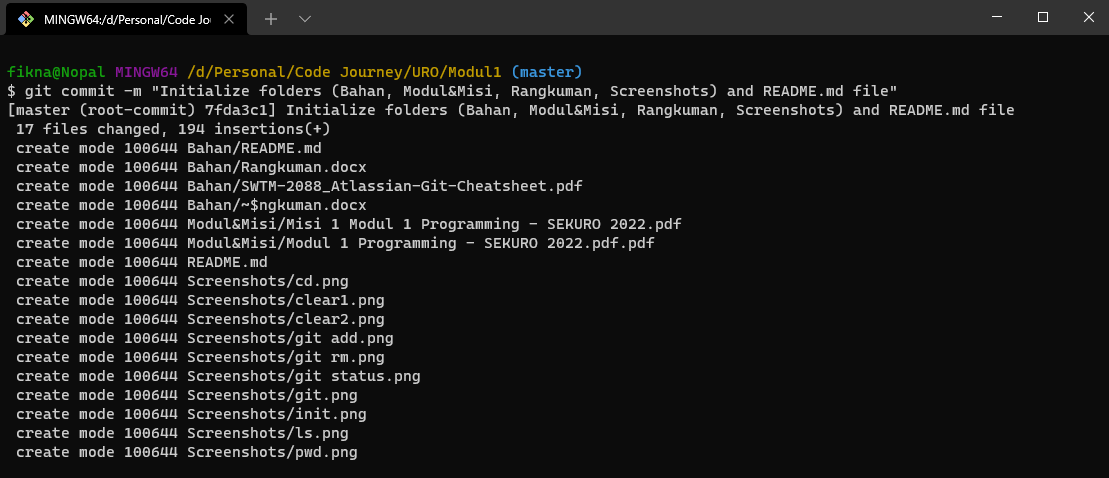 MINGW64:/d/Personal/Code Jou
fikna@Nopal MINGW64 /d/Personal/Code Journey/URO/Modul1 (master)
$ git commit -m "Initialize folders (Bahan, Modul&Misi, Rangkuman, Screenshots) and README.md file"
[master (root-commit) 7fda3c1] Initialize folders (Bahan, Modul&Misi, Rangkuman, Screenshots) and README.md file
 17 files changed, 194 insertions(+)
 create mode 100644 Bahan/README.md
 create mode 100644 Bahan/Rangkuman.docx
 create mode 100644 Bahan/SWTM-2088_Atlassian-Git-Cheatsheet.pdf
 create mode 100644 Bahan/~$ngkuman.docx
 create mode 100644 Modul&Misi/Misi 1 Modul 1 Programming - SEKURO 2022.pdf
 create mode 100644 Modul&Misi/Modul 1 Programming - SEKURO 2022.pdf.pdf
 create mode 100644 README.md
 create mode 100644 Screenshots/cd.png
 create mode 100644 Screenshots/clear1.png
 create mode 100644 Screenshots/clear2.png
 create mode 100644 Screenshots/git add.png
 create mode 100644 Screenshots/git rm.png
 create mode 100644 Screenshots/git status.png
 create mode 100644 Screenshots/git.png
 create mode 100644 Screenshots/init.png
 create mode 100644 Screenshots/ls.png
 create mode 100644 Screenshots/pwd.png